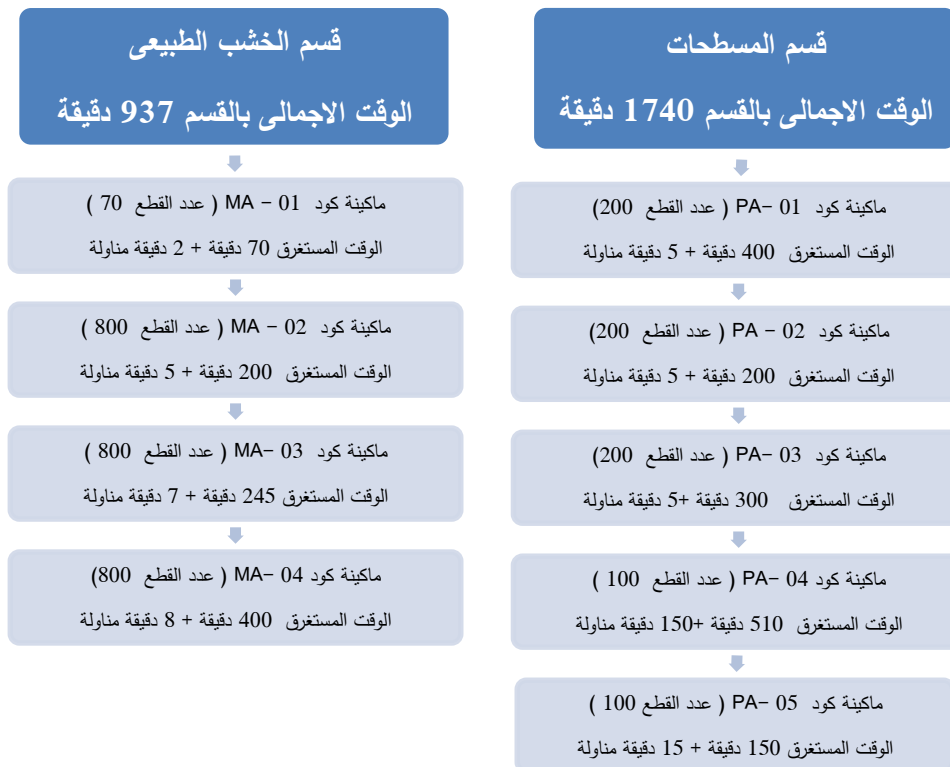 قسم المسطحات
الوقت الاجمالى بالقسم 1740 دقيقة
ماكينة كود PA- 01 ( عدد القطع 200)
الوقت المستغرق 400 دقيقة + 5 دقيقة مناولة
ماكينة كود PA - 02 ( عدد القطع 200)
الوقت المستغرق 200 دقيقة + 5 دقيقة مناولة
ماكينة كود PA- 03 ( عدد القطع 200)
الوقت المستغرق 300 دقيقة +5 دقيقة مناولة
ماكينة كود PA- 04 ( عدد القطع 100 )
الوقت المستغرق 510 دقيقة +150 دقيقة مناولة
ماكينة كود PA- 05 ( عدد القطع 100 )
الوقت المستغرق 150 دقيقة + 15 دقيقة مناولة
قسم الخشب الطبيعى
الوقت الاجمالى بالقسم 937 دقيقة
ماكينة كود MA - 01 ( عدد القطع 70 )
الوقت المستغرق 70 دقيقة + 2 دقيقة مناولة
ماكينة كود MA - 02 ( عدد القطع 800 )
الوقت المستغرق 200 دقيقة + 5 دقيقة مناولة
ماكينة كود MA- 03 ( عدد القطع 800 )
الوقت المستغرق 245 دقيقة + 7 دقيقة مناولة
ماكينة كود MA- 04 ( عدد القطع 800)
الوقت المستغرق 400 دقيقة + 8 دقيقة مناولة